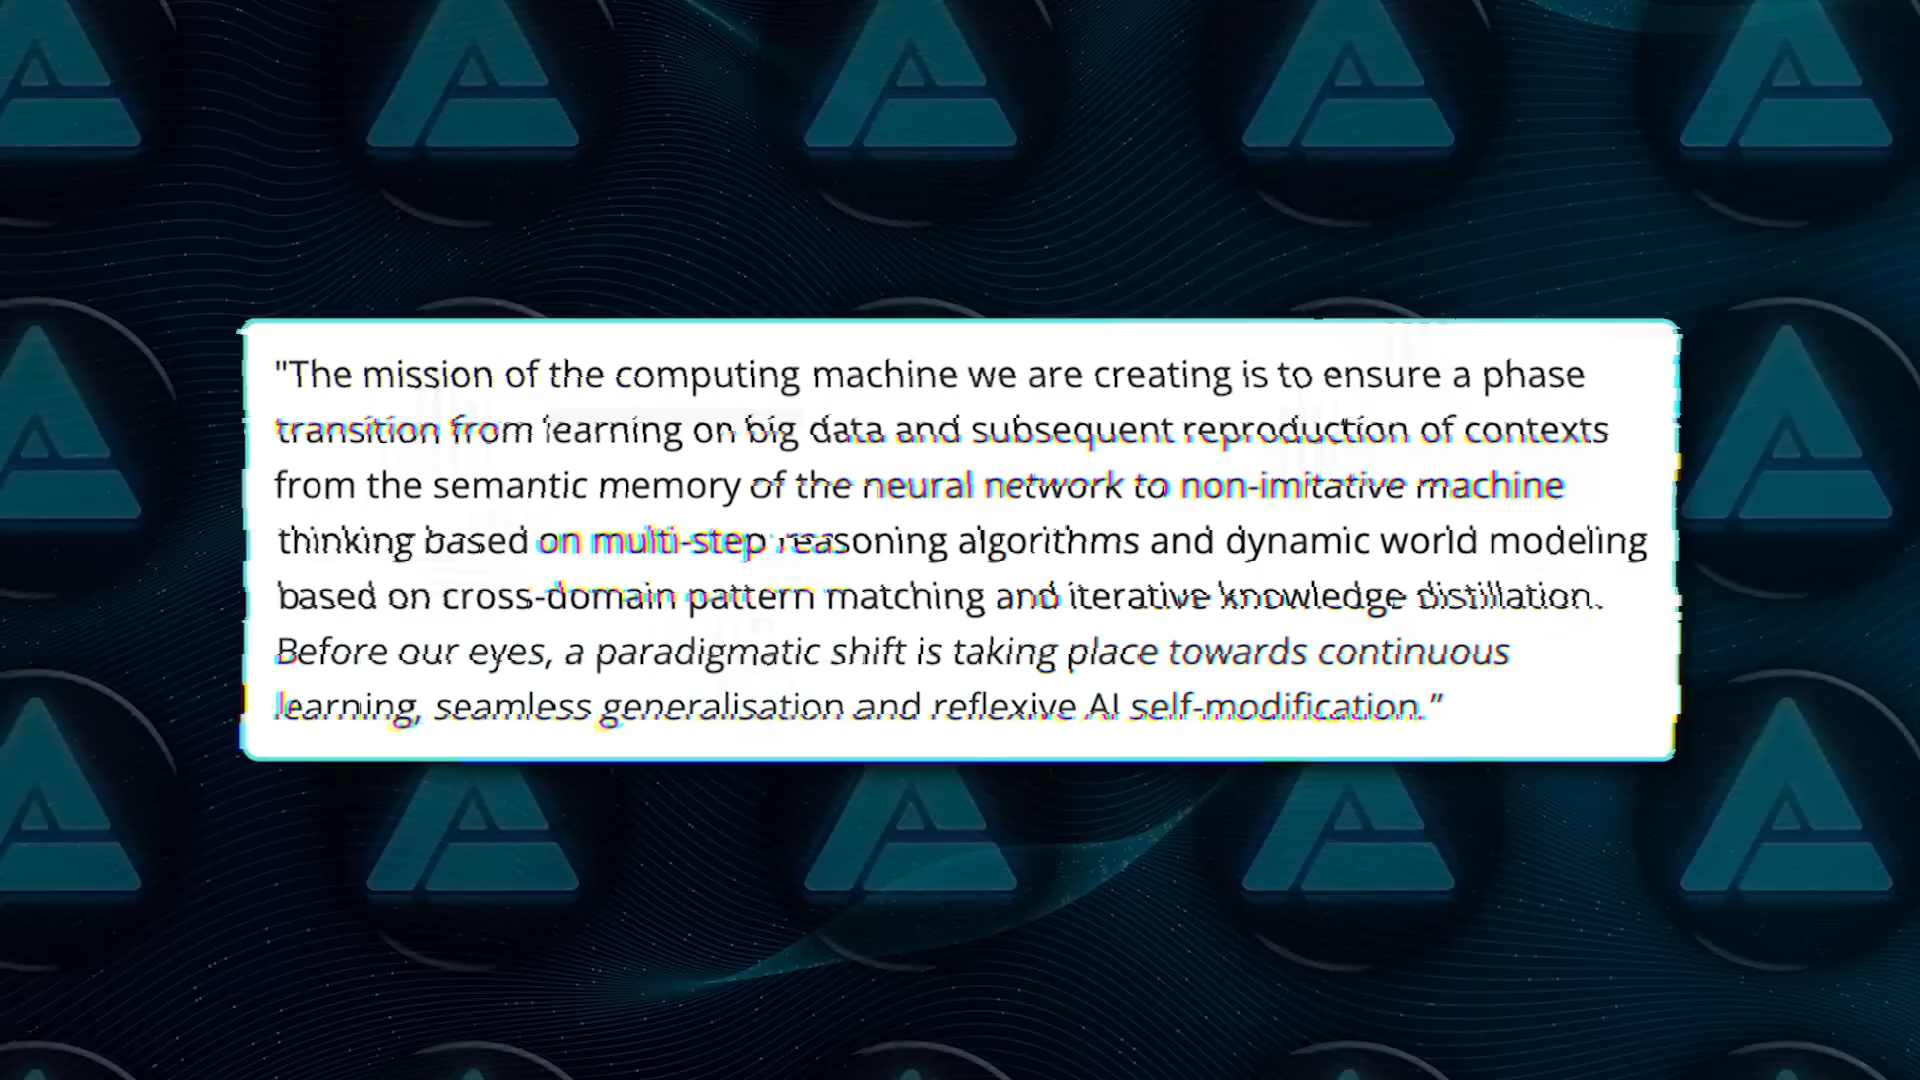 "The mission of the computing machine we are creating is to ensure a phase
transition from learning on big data and subsequent reproduction of contexts
from the semantic memory of the neural network to non-imitative machine
thinking based on multi-step reasoning algorithms and dynamic world modeling
based on cross-domain pattern matching and iterative knowledge distillation.
Before our eyes, a paradigmatic shift is taking place towards continuous
learning, seamless generalisation and reflexive AI self-modification.”